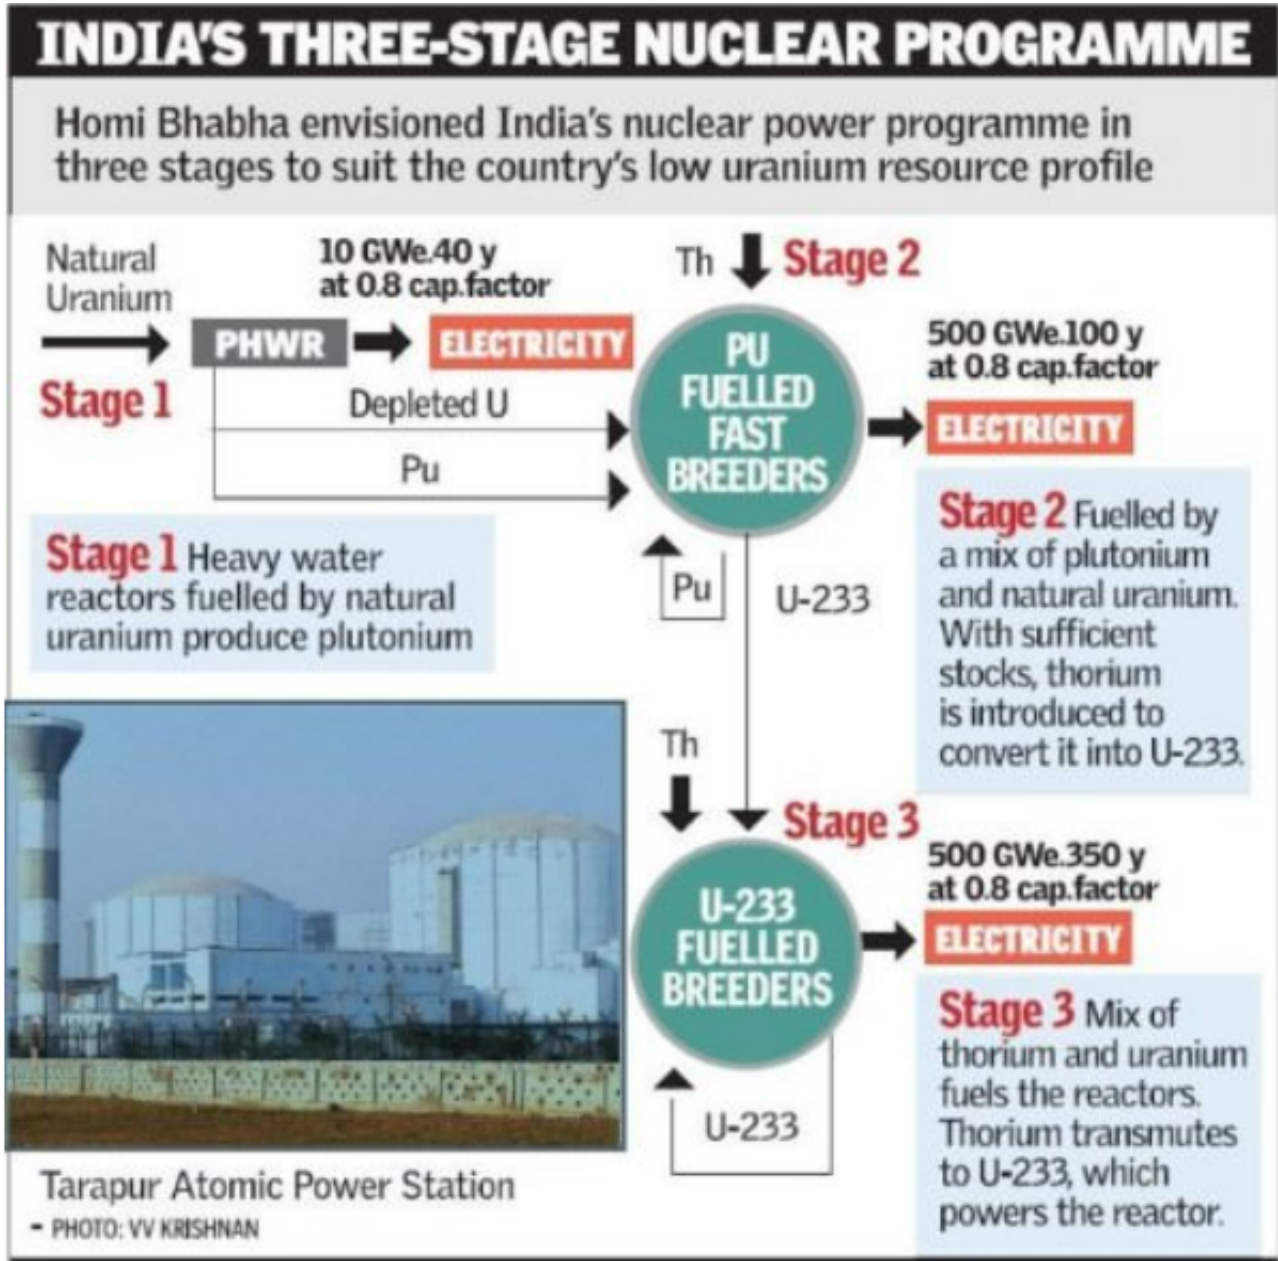 INDIA'S THREE-STAGE NUCLEAR PROGRAMME
Homi Bhabha envisioned India's nuclear power programme in
three stages to suit the country's low uranium resource profile
Natural
Uranium
Stage 1
PHWR
10 GWe.40 y
at 0.8 cap.factor
ELECTRICITY
Depleted U
Pu
Th
Stage 2
PU
FUELLED
FAST
BREEDERS
500 GWe.100 y
at 0.8 cap.factor
ELECTRICITY
Stage 1 Heavy water
reactors fuelled by natural
uranium produce plutonium
Pu
U-233
Stage 2 Fuelled by
a mix of plutonium
and natural uranium.
With sufficient
stocks, thorium
is introduced to
convert it into U-233.
Th
Stage 3
U-233
FUELLED
BREEDERS
500 GWe.350 y
at 0.8 cap.factor
ELECTRICITY
U-233
Stage 3 Mix of
thorium and uranium
fuels the reactors.
Thorium transmutes
to U-233, which
powers the reactor.
Tarapur Atomic Power Station
- PHOTO: VV KRISHNAN